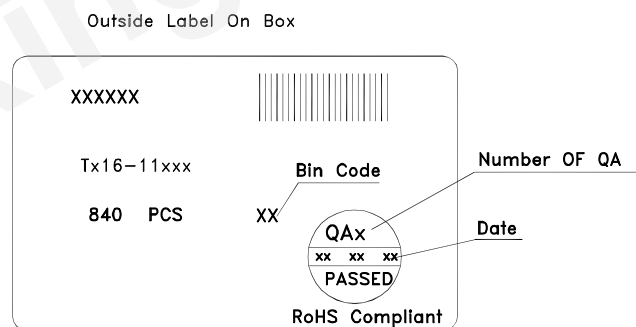 Outside Label On Box
XXXXXX
Tx16-11xxx
Bin Code
Number OF QA
840 PCS
XX
QAx
Date
xx xx xx
PASSED
RoHS Compliant